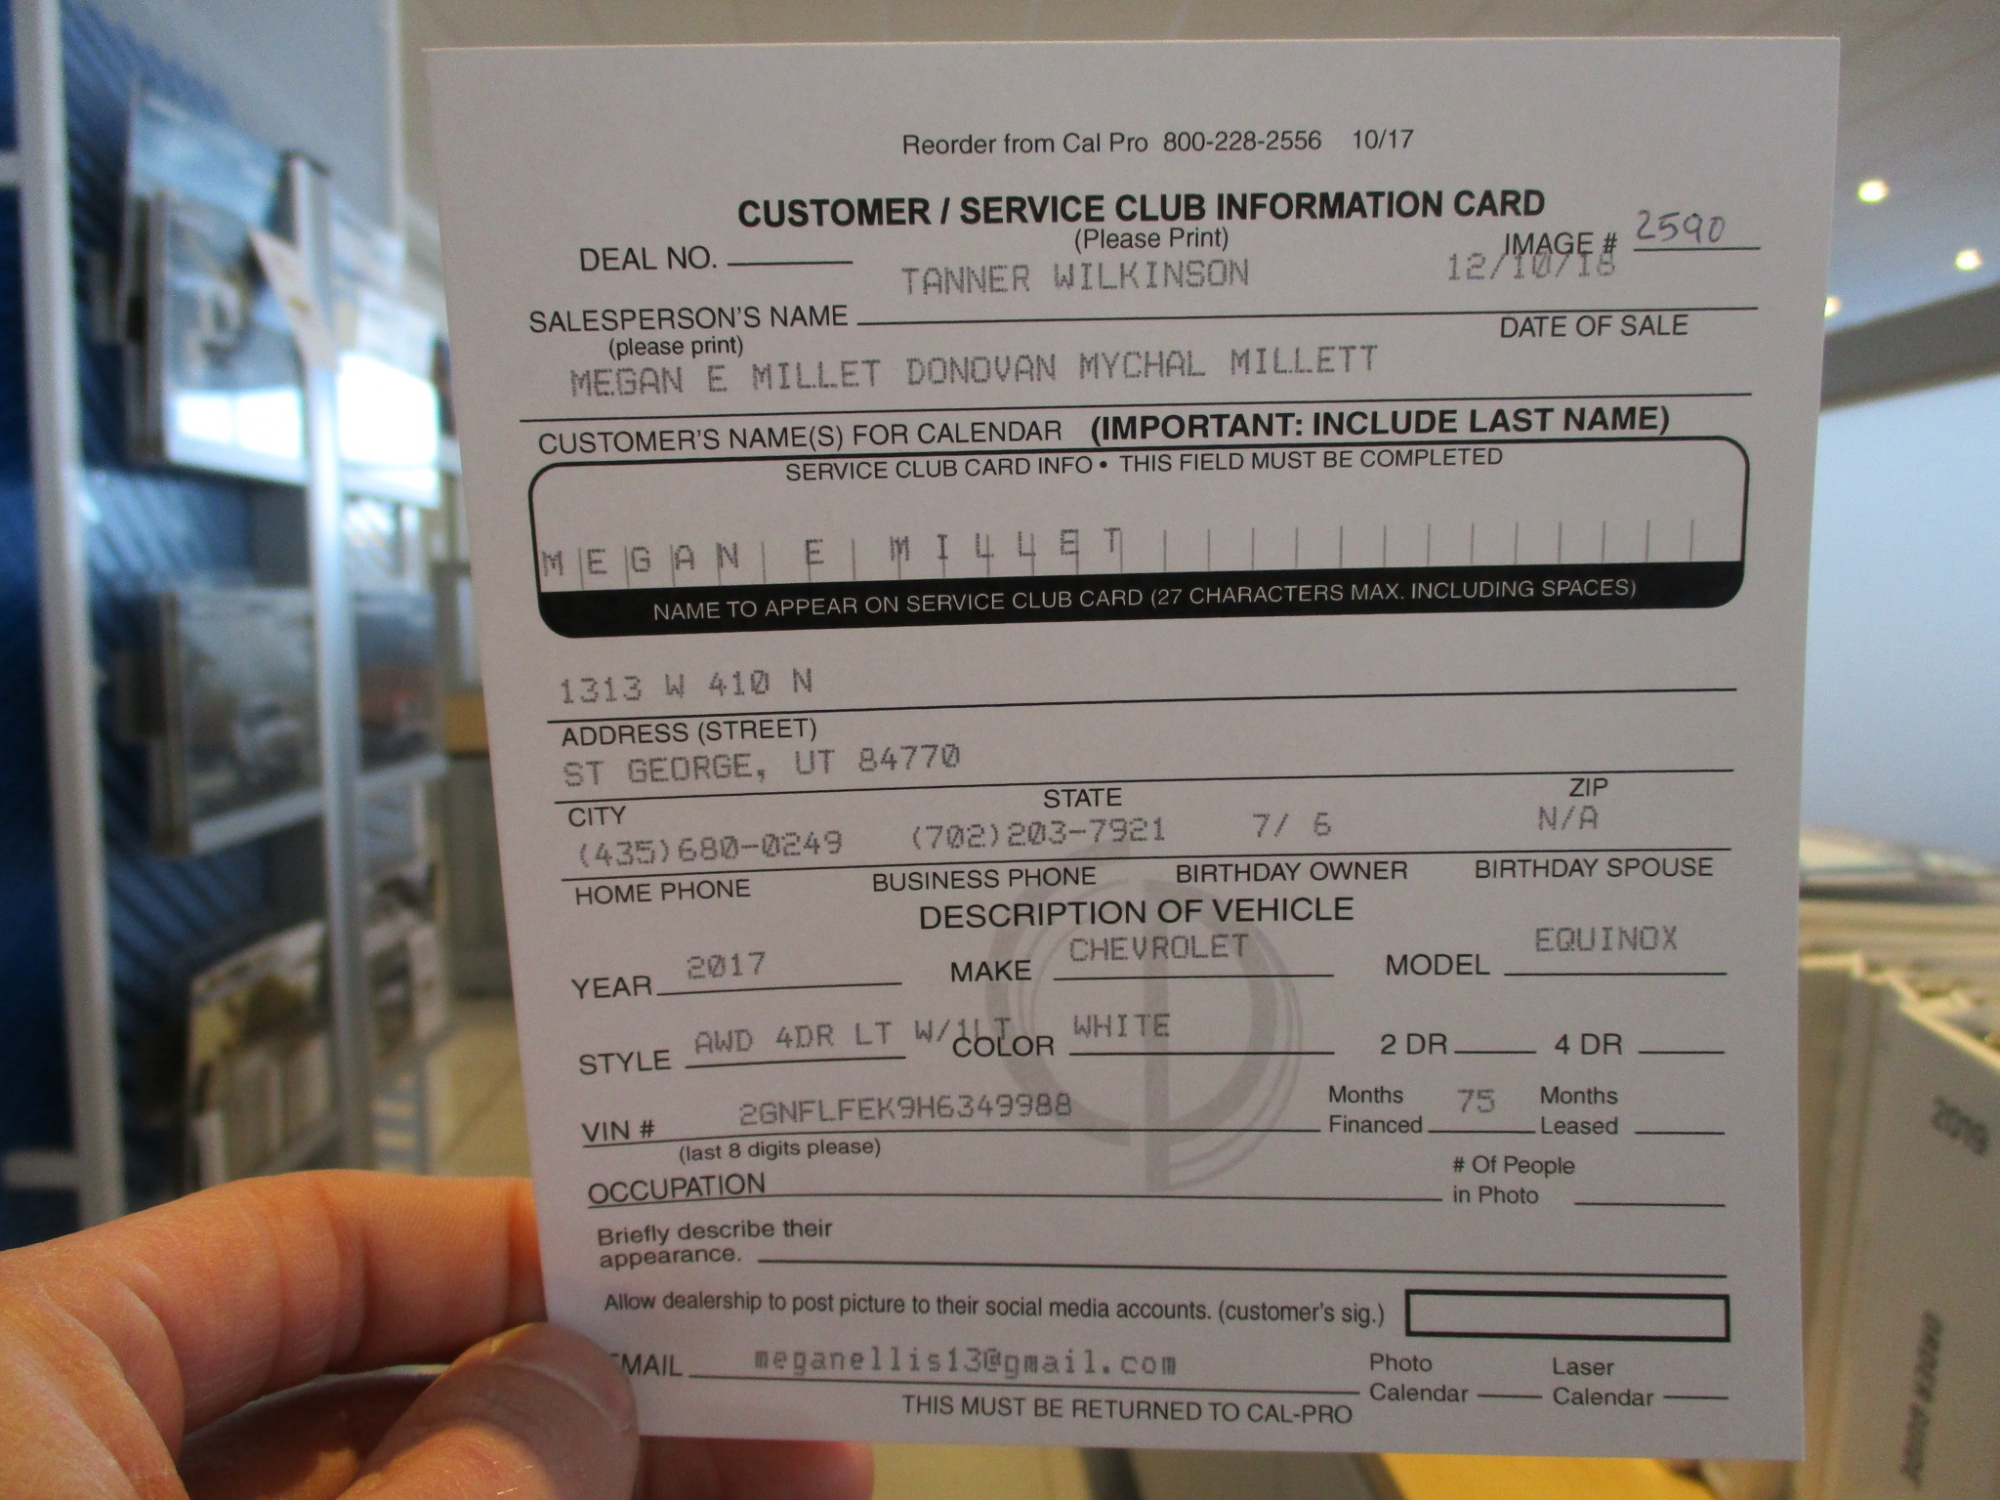 Reorder from Cal Pro 800-228-2556 10/17
CUSTOMER / SERVICE CLUB INFORMATION CARD
(Please Print)
DEAL NO. IMAGE # 2590
TANNER WILKINSON 12/10/18
SALESPERSON'S NAME DATE OF SALE
(please print)
MEGAN E MILLET DONOVAN MYCHAL MILLETT
CUSTOMER'S NAME(S) FOR CALENDAR (IMPORTANT: INCLUDE LAST NAME)
SERVICE CLUB CARD INFO • THIS FIELD MUST BE COMPLETED
MEGAN E MILLET
NAME TO APPEAR ON SERVICE CLUB CARD (27 CHARACTERS MAX. INCLUDING SPACES)
1313 W 410 N
ADDRESS (STREET)
ST GEORGE, UT 84770
CITY STATE ZIP
(435)680-0249 (702)203-7921 7/ 6 N/A
HOME PHONE BUSINESS PHONE BIRTHDAY OWNER BIRTHDAY SPOUSE
DESCRIPTION OF VEHICLE
YEAR 2017 MAKE CHEVROLET MODEL EQUINOX
STYLE AWD 4DR LT W/1LT COLOR WHITE 2 DR 4 DR
VIN # 2GNFLFEK9H6349988 Months Financed 75 Months Leased
(last 8 digits please)
OCCUPATION # Of People in Photo
Briefly describe their
appearance.
Allow dealership to post picture to their social media accounts. (customer's sig.)
EMAIL meganellis13@gmail.com Photo Calendar Laser Calendar
THIS MUST BE RETURNED TO CAL-PRO
2019